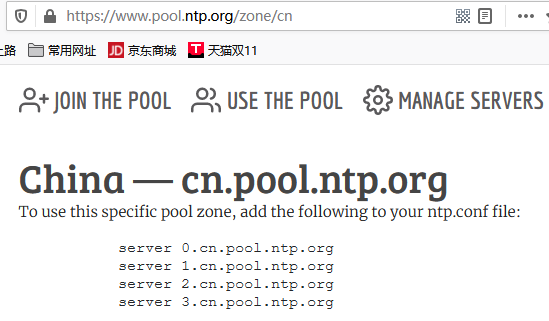 https://www.pool.ntp.org/zone/cn
上路 常用网址 JD 京东商城 T 天猫双11
JOIN THE POOL USE THE POOL MANAGE SERVERS
China — cn.pool.ntp.org
To use this specific pool zone, add the following to your ntp.conf file:
server 0.cn.pool.ntp.org
server 1.cn.pool.ntp.org
server 2.cn.pool.ntp.org
server 3.cn.pool.ntp.org